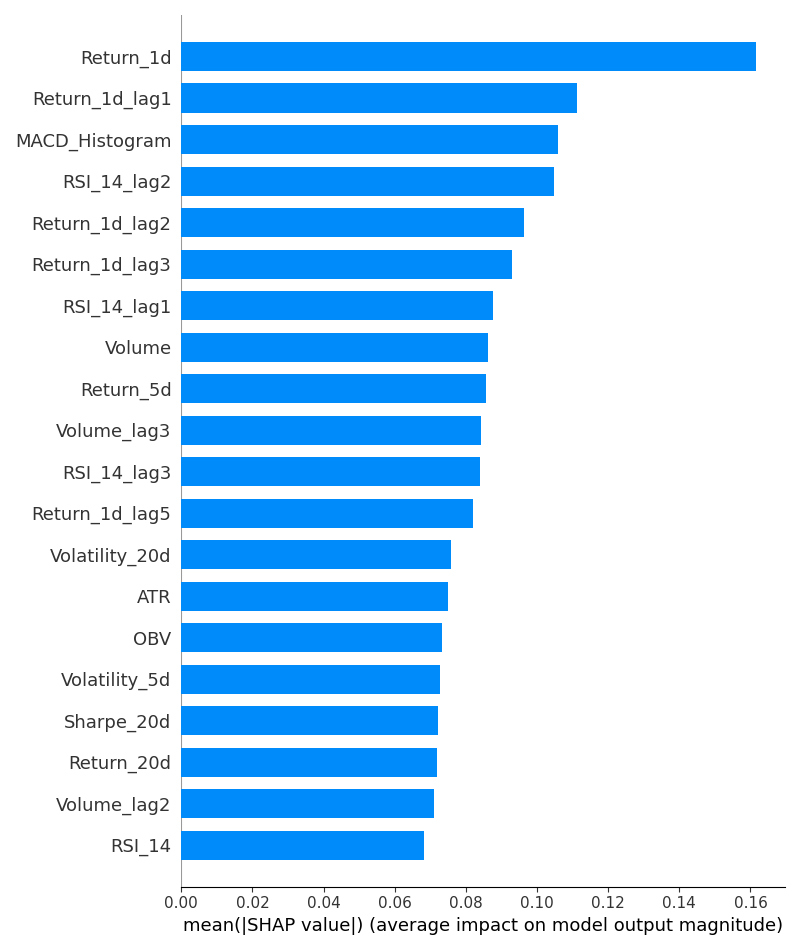 Return_1d
Return_1d_lag1
MACD_Histogram
RSI_14_lag2
Return_1d_lag2
Return_1d_lag3
RSI_14_lag1
Volume
Return_5d
Volume_lag3
RSI_14_lag3
Return_1d_lag5
Volatility_20d
ATR
OBV
Volatility_5d
Sharpe_20d
Return_20d
Volume_lag2
RSI_14
0.00 0.02 0.04 0.06 0.08 0.10 0.12 0.14 0.16
mean(|SHAP value|) (average impact on model output magnitude)